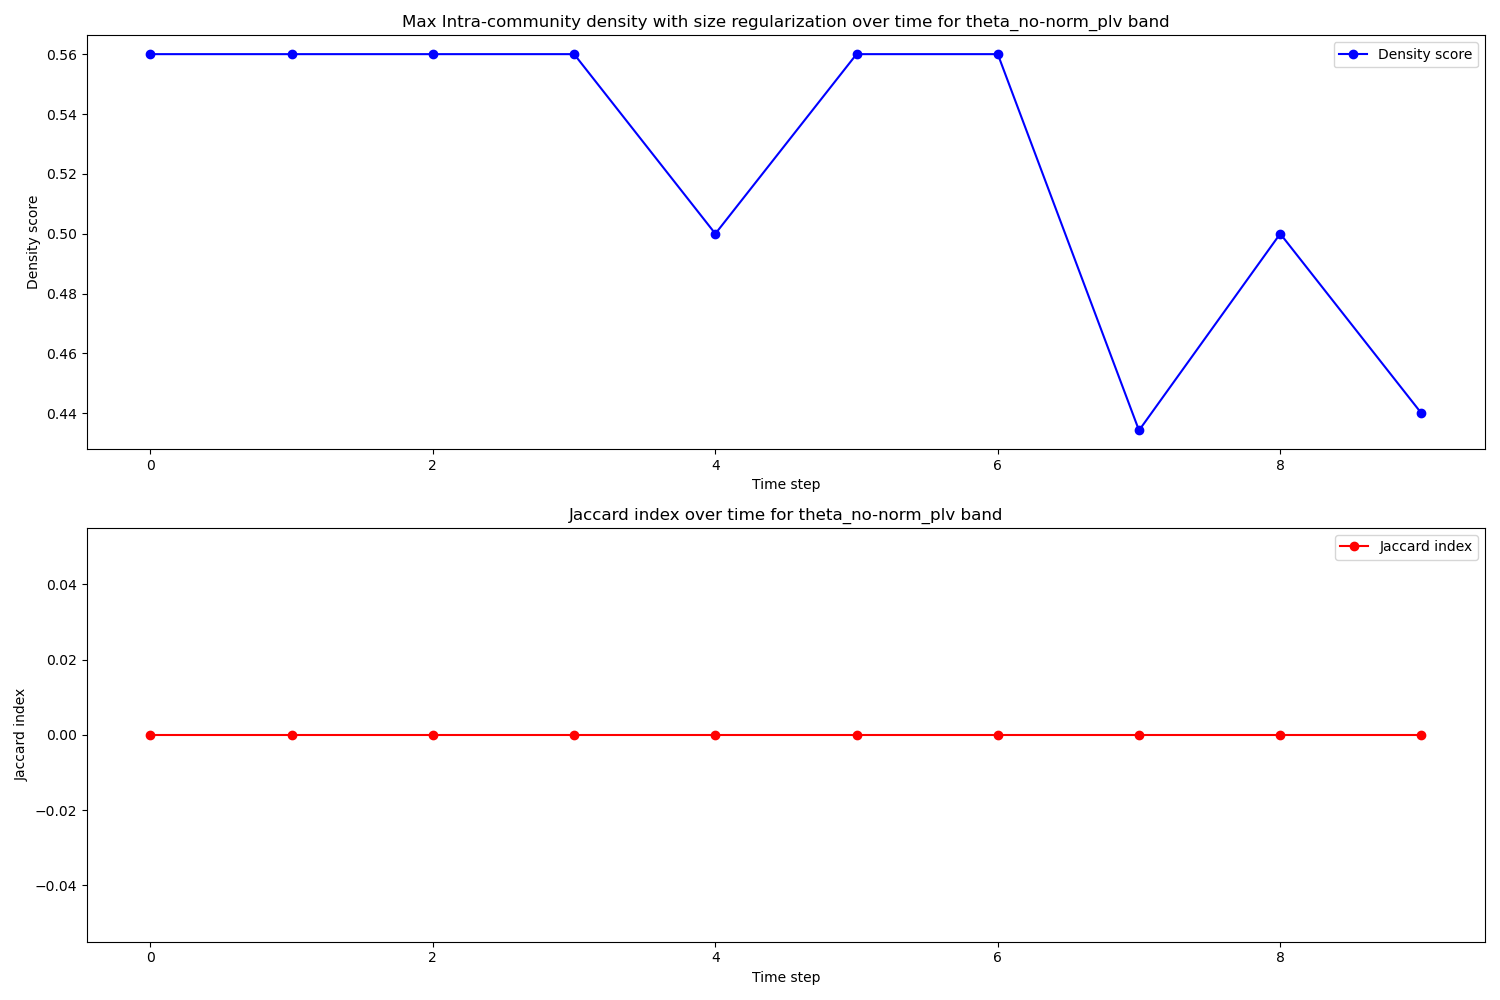 Max Intra-community density with size regularization over time for theta_no-norm_plv band
Density score
0.56
0.54
0.52
0.50
0.48
0.46
0.44
Density score
0 2 4 6 8
Time step
Jaccard index over time for theta_no-norm_plv band
Jaccard index
0.04
0.02
0.00
−0.02
−0.04
Jaccard index
0 2 4 6 8
Time step